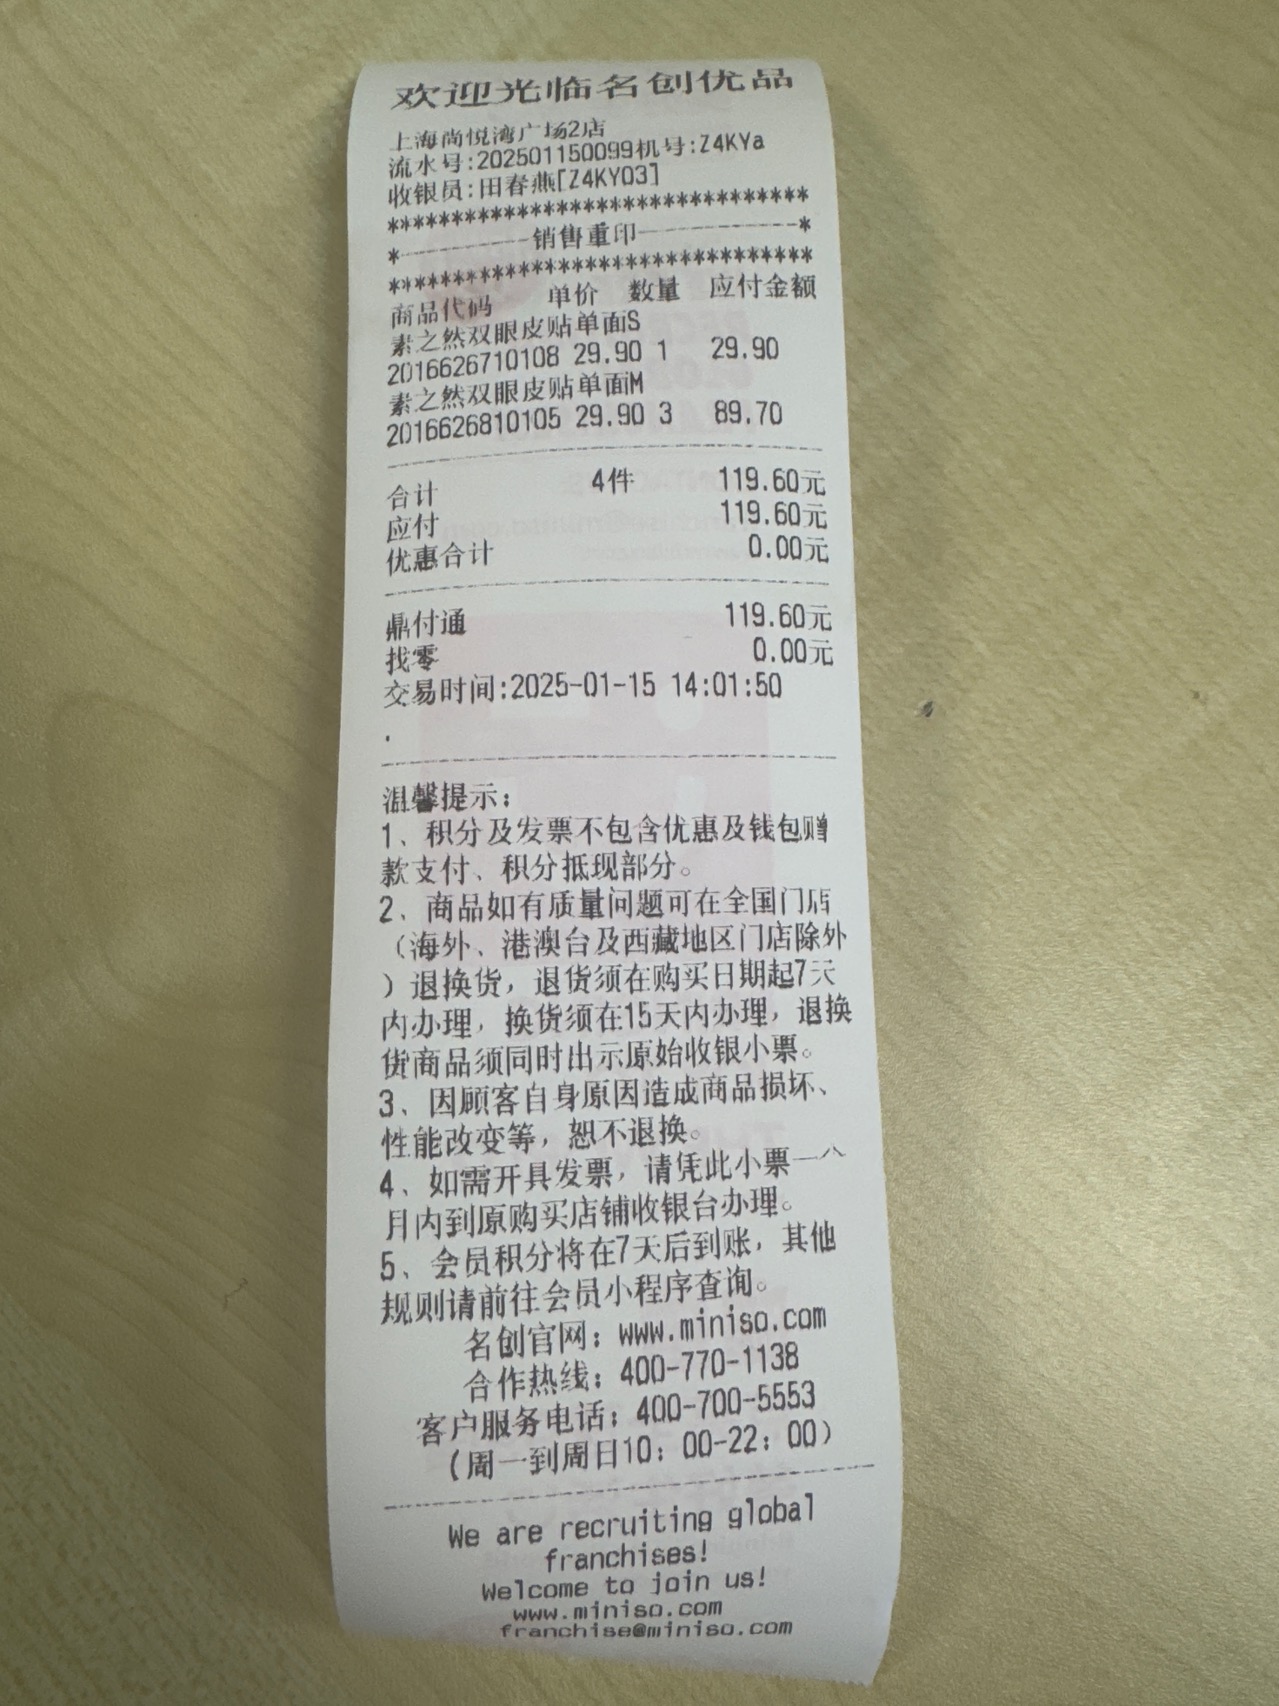 欢迎光临名创优品
上海尚悦湾广场2店
流水号:202501150099机号:Z4KYa
收银员:田春燕[Z4KY03]
********************************
*----------销售重印------------*
********************************
商品代码 单价 数量 应付金额
素之然双眼皮贴单面S
2016626710108 29.90 1 29.90
素之然双眼皮贴单面M
2016626810105 29.90 3 89.70
合计 4件 119.60元
应付 119.60元
优惠合计 0.00元
鼎付通 119.60元
找零 0.00元
交易时间:2025-01-15 14:01:50
.
温馨提示:
1、积分及发票不包含优惠及钱包赠
款支付、积分抵现部分。
2、商品如有质量问题可在全国门店
（海外、港澳台及西藏地区门店除外
）退换货，退货须在购买日期起7天
内办理，换货须在15天内办理，退换
货商品须同时出示原始收银小票。
3、因顾客自身原因造成商品损坏、
性能改变等，恕不退换。
4、如需开具发票，请凭此小票一个
月内到原购买店铺收银台办理。
5、会员积分将在7天后到账，其他
规则请前往会员小程序查询。
名创官网：www.miniso.com
合作热线：400-770-1138
客户服务电话：400-700-5553
(周一到周日10：00-22：00)
We are recruiting global
franchises!
Welcome to join us!
www.miniso.com
franchise@miniso.com